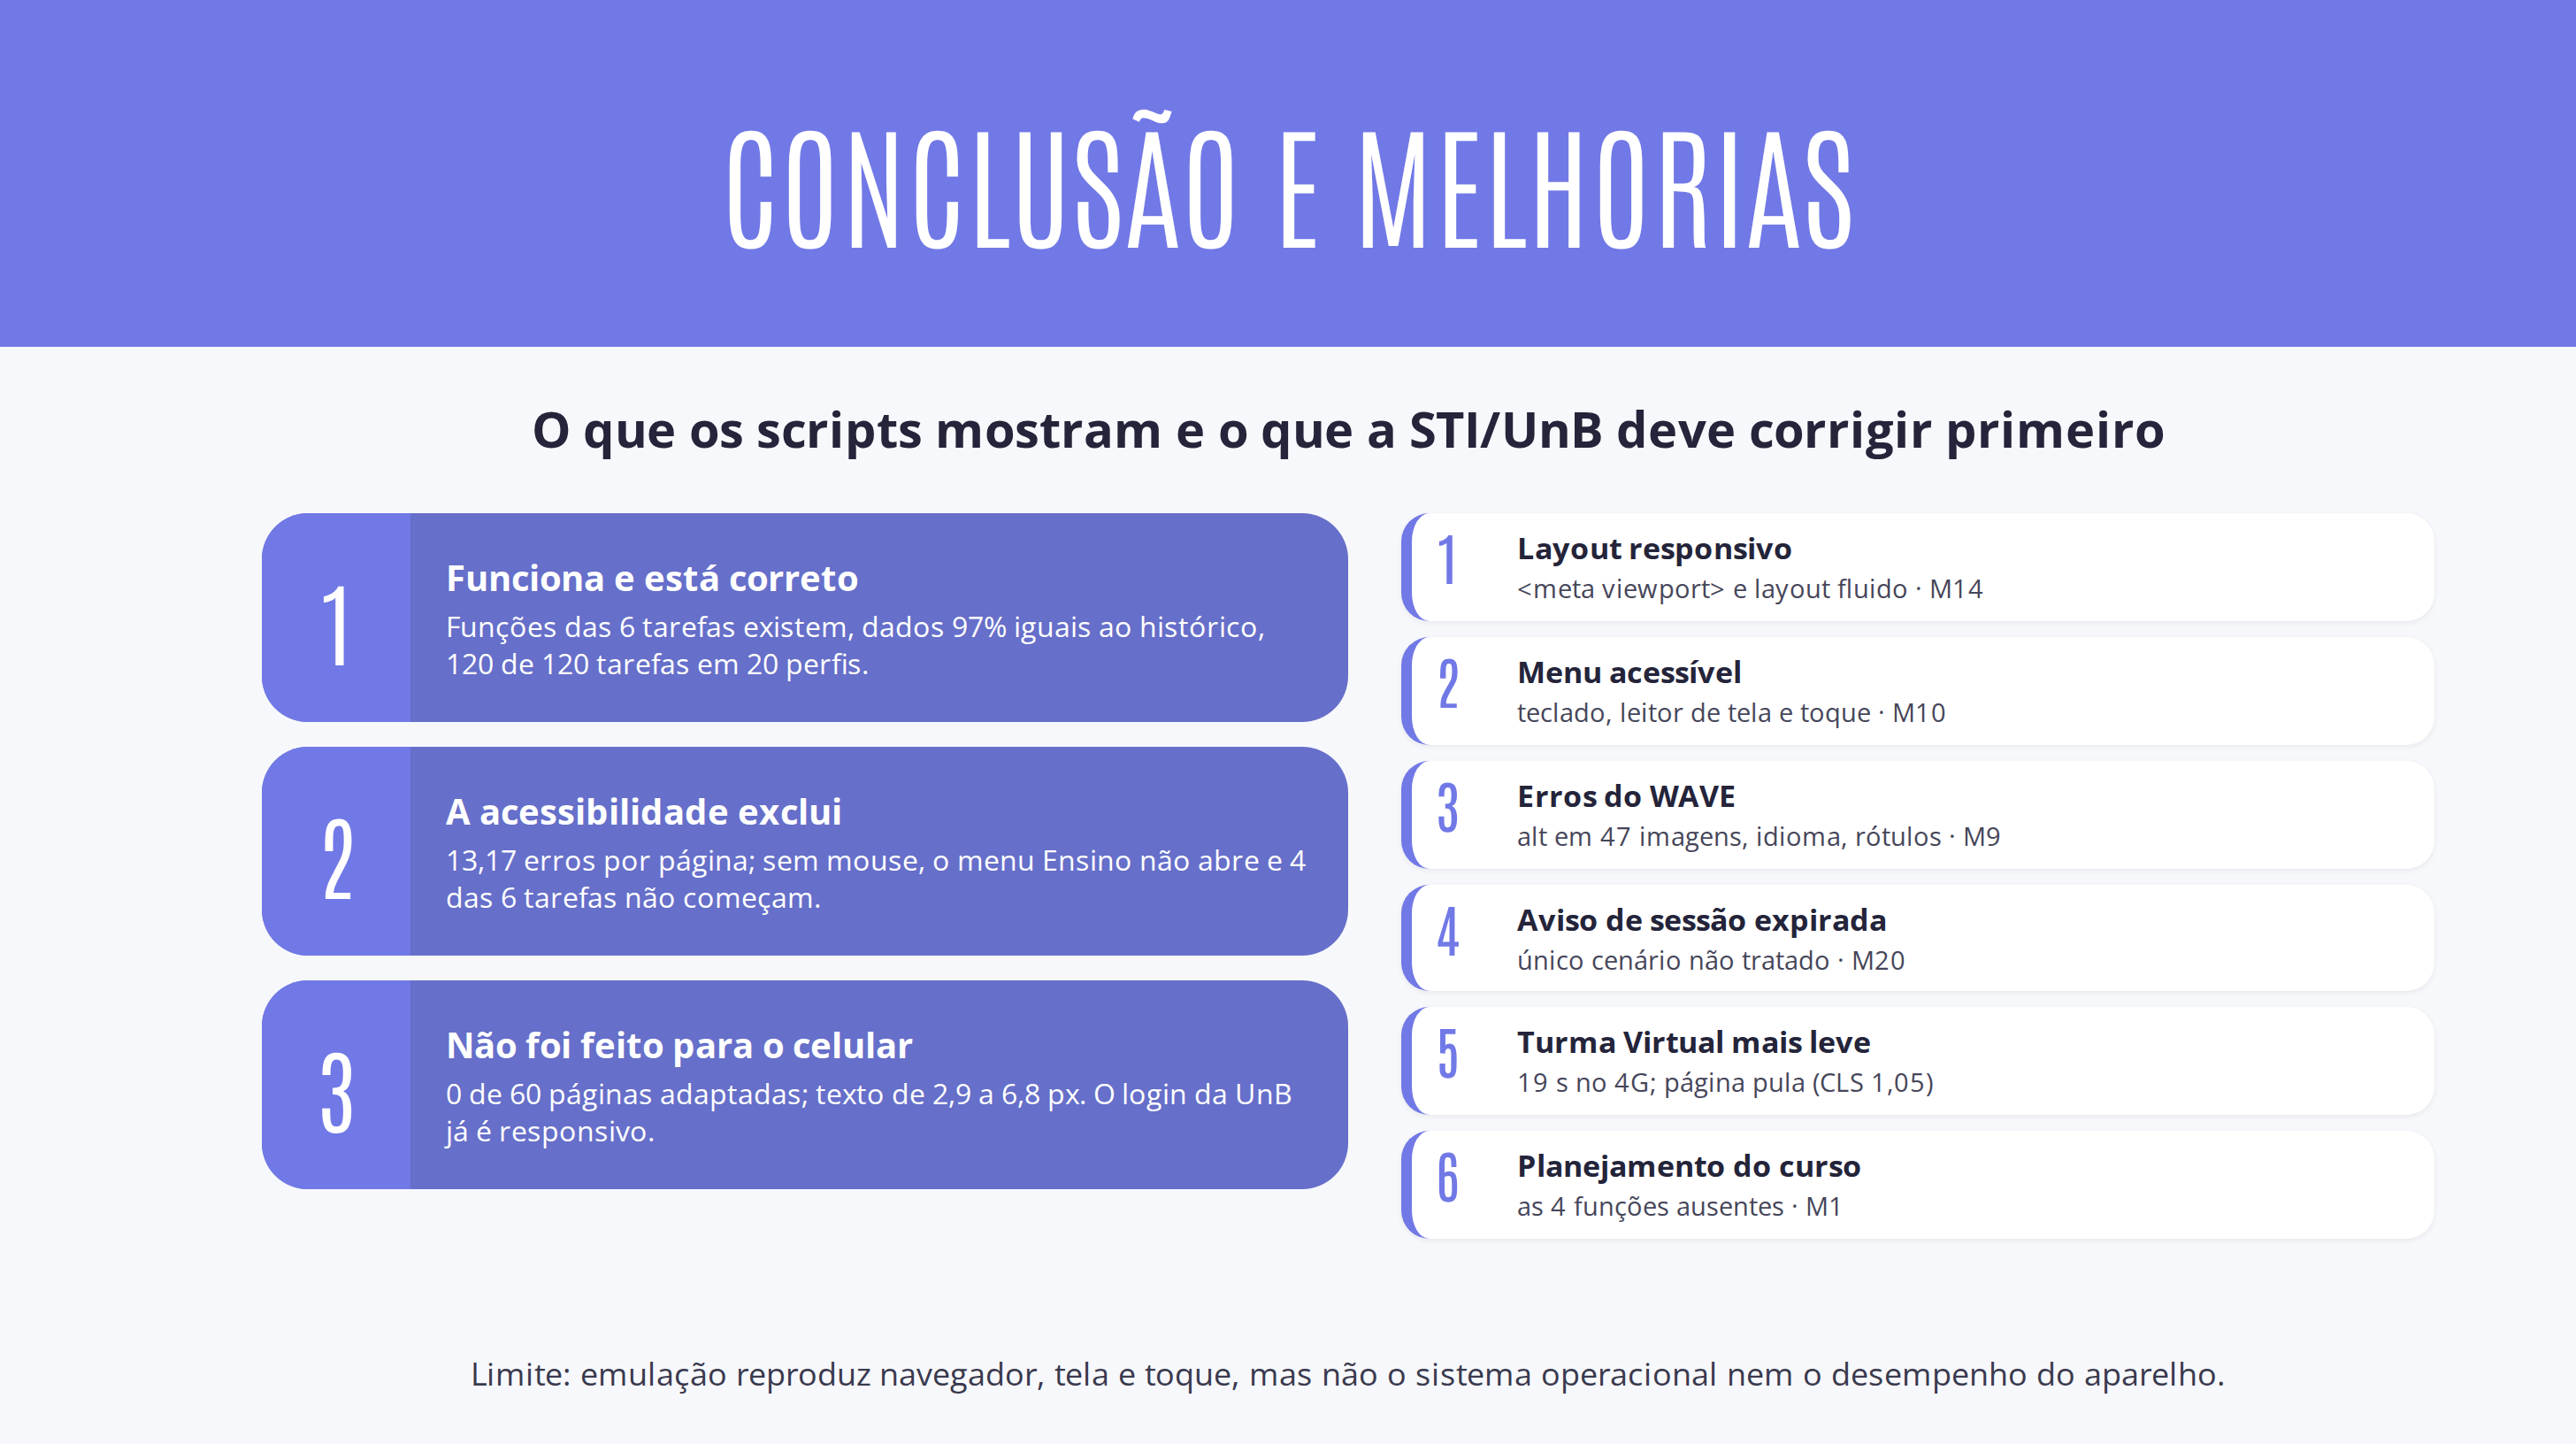 CONCLUSÃO E MELHORIAS
O que os scripts mostram e o que a STI/UnB deve corrigir primeiro
1
Funciona e está correto
Funções das 6 tarefas existem, dados 97% iguais ao histórico,
120 de 120 tarefas em 20 perfis.
2
A acessibilidade exclui
13,17 erros por página; sem mouse, o menu Ensino não abre e 4
das 6 tarefas não começam.
3
Não foi feito para o celular
0 de 60 páginas adaptadas; texto de 2,9 a 6,8 px. O login da UnB
já é responsivo.
1
Layout responsivo
<meta viewport> e layout fluido · M14
2
Menu acessível
teclado, leitor de tela e toque · M10
3
Erros do WAVE
alt em 47 imagens, idioma, rótulos · M9
4
Aviso de sessão expirada
único cenário não tratado · M20
5
Turma Virtual mais leve
19 s no 4G; página pula (CLS 1,05)
6
Planejamento do curso
as 4 funções ausentes · M1
Limite: emulação reproduz navegador, tela e toque, mas não o sistema operacional nem o desempenho do aparelho.